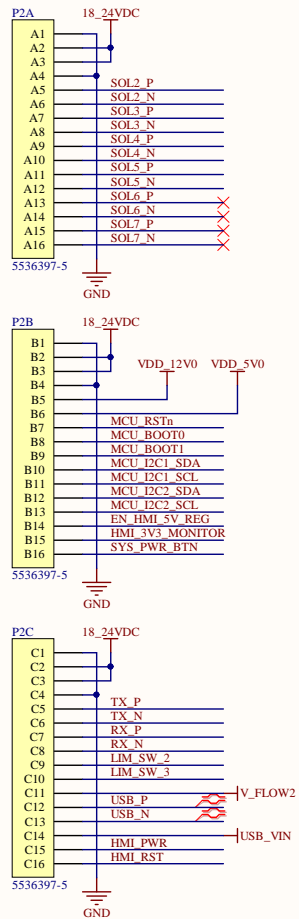 P2A
18_24VDC
A1
A2
A3
A4
A5 SOL2_P
A6 SOL2_N
A7 SOL3_P
A8 SOL3_N
A9 SOL4_P
A10 SOL4_N
A11 SOL5_P
A12 SOL5_N
A13 SOL6_P
A14 SOL6_N
A15 SOL7_P
A16 SOL7_N
5536397-5
GND
P2B
18_24VDC
B1
B2
B3
VDD_12V0 VDD_5V0
B4
B5
B6
B7 MCU_RSTn
B8 MCU_BOOT0
B9 MCU_BOOT1
B10 MCU_I2C1_SDA
B11 MCU_I2C1_SCL
B12 MCU_I2C2_SDA
B13 MCU_I2C2_SCL
B14 EN_HMI_5V_REG
B15 HMI_3V3_MONITOR
B16 SYS_PWR_BTN
5536397-5
GND
P2C
18_24VDC
C1
C2
C3
C4
C5 TX_P
C6 TX_N
C7 RX_P
C8 RX_N
C9 LIM_SW_2
C10 LIM_SW_3
C11 V_FLOW2
C12 USB_P
C13 USB_N
C14 USB_VIN
C15 HMI_PWR
C16 HMI_RST
5536397-5
GND